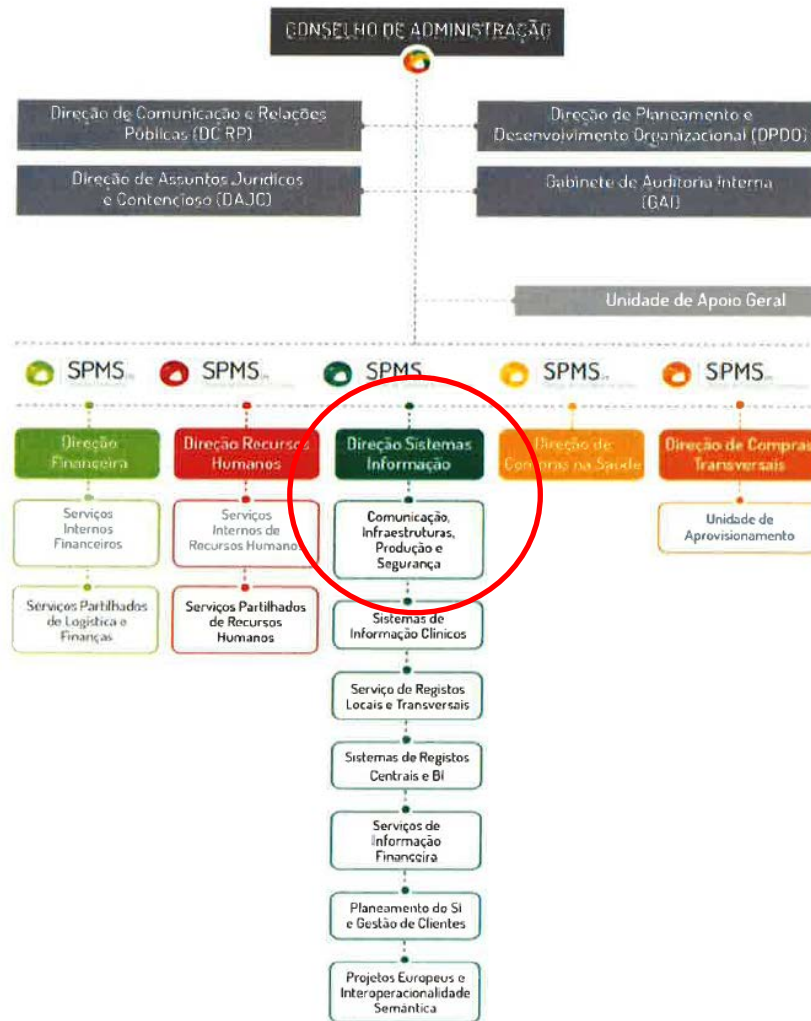 CONSELHO DE ADMINISTRAÇÃO
Direção de Comunicação e Relações
Públicas (DCRP)
Direção de Planeamento e
Desenvolvimento Organizacional (DPDO)
Direção de Assuntos Jurídicos
e Contencioso (DAJC)
Gabinete de Auditoria Interna
(GAI)
Unidade de Apoio Geral
SPMS
SPMS
SPMS
SPMS
SPMS
Direção
Financeira
Serviços
Internos
Financeiros
Serviços Partilhados
de Logística e
Finanças
Direção Recursos
Humanos
Serviços
Internos de
Recursos Humanos
Serviços Partilhados
de Recursos
Humanos
Direção Sistemas
Informação
Comunicação,
Infraestruturas,
Produção e
Segurança
Sistemas de
Informação Clínicos
Serviço de Registos
Locais e Transversais
Sistemas de Registos
Centrais e BI
Serviços de
Informação
Financeira
Planeamento do SI
e Gestão de Clientes
Projetos Europeus e
Interoperacionalidade
Semântica
Direção de
Compras na Saúde
Direção de Compras
Transversais
Unidade de
Aprovisionamento